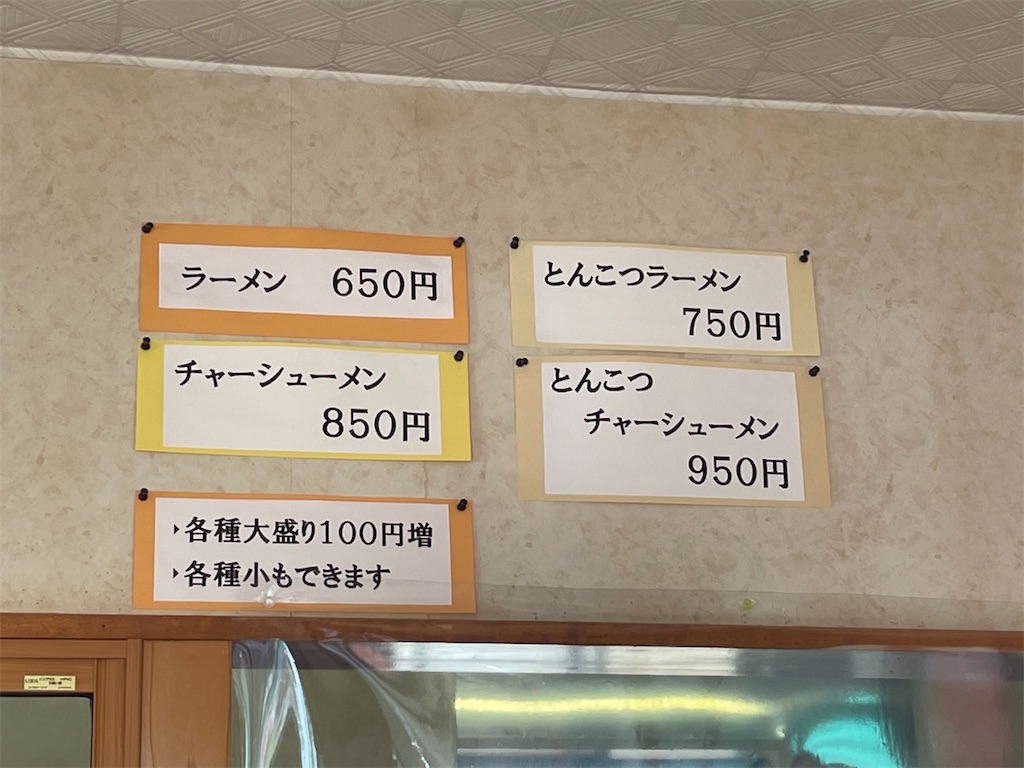 ラーメン 650円
チャーシューメン
850円
・各種大盛り100円増
・各種小もできます
とんこつラーメン
750円
とんこつ
チャーシューメン
950円